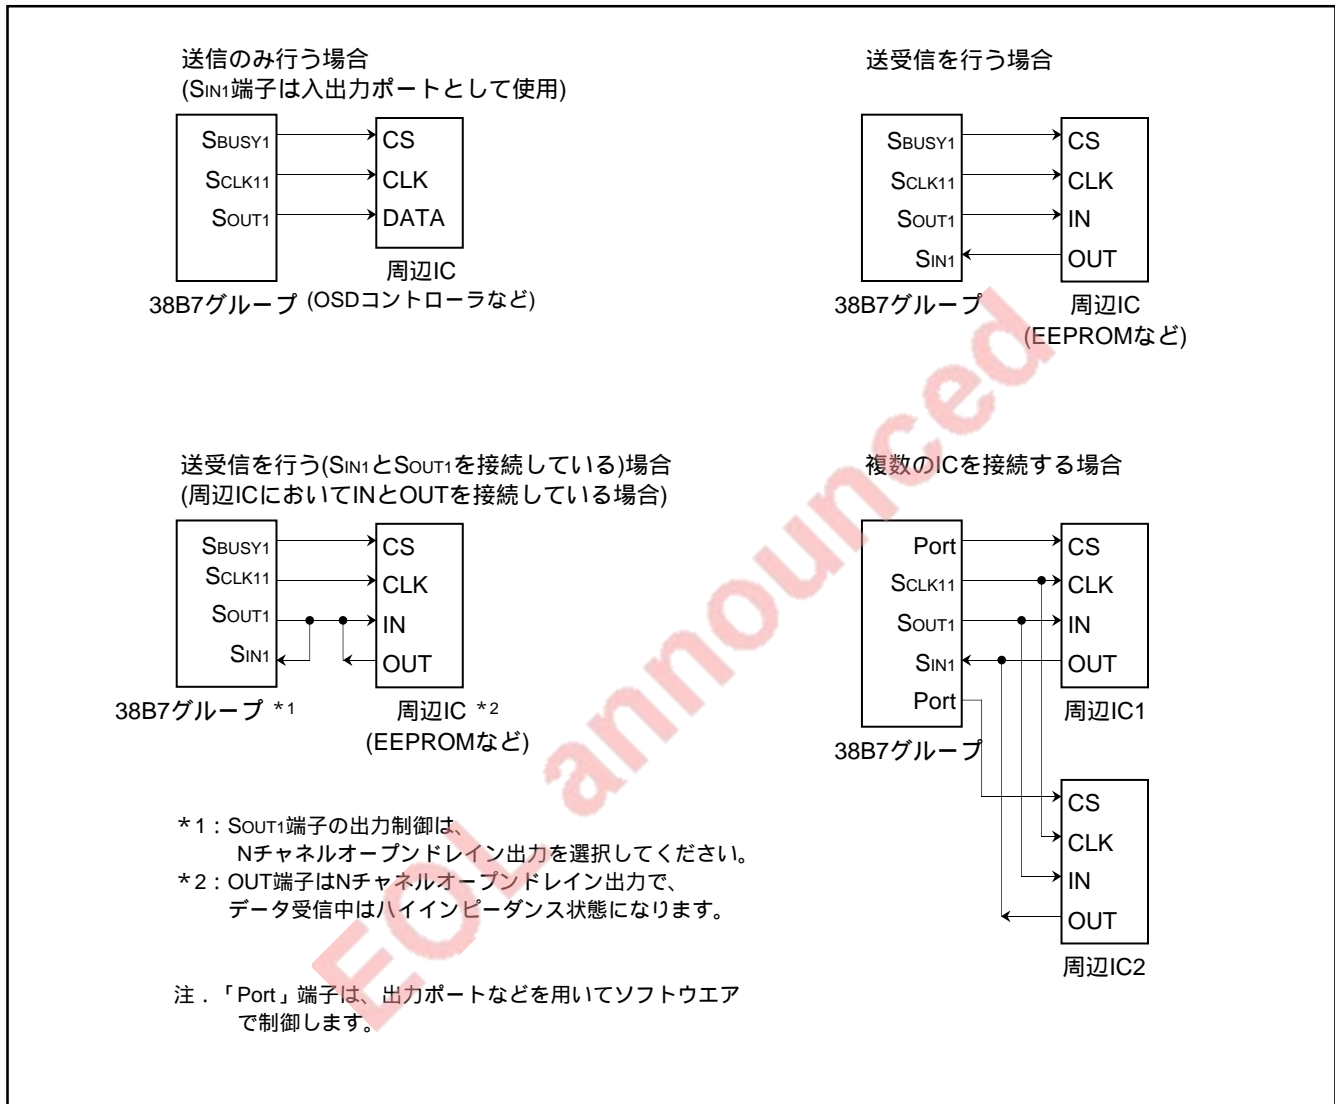 送信のみ行う場合
(SIN1端子は入出力ポートとして使用)
SBUSY1
SCLK11
SOUT1
CS
CLK
DATA
38B7グループ
周辺IC
(OSDコントローラなど)
送受信を行う場合
SBUSY1
SCLK11
SOUT1
SIN1
CS
CLK
IN
OUT
38B7グループ
周辺IC
(EEPROMなど)
送受信を行う(SIN1とSOUT1を接続している)場合
(周辺ICにおいてINとOUTを接続している場合)
SBUSY1
SCLK11
SOUT1
SIN1
CS
CLK
IN
OUT
38B7グループ *1
周辺IC *2
(EEPROMなど)
複数のICを接続する場合
Port
SCLK11
SOUT1
SIN1
Port
CS
CLK
IN
OUT
38B7グループ
周辺IC1
CS
CLK
IN
OUT
周辺IC2
*1：SOUT1端子の出力制御は、
Nチャネルオープンドレイン出力を選択してください。
*2：OUT端子はNチャネルオープンドレイン出力で、
データ受信中はハイインピーダンス状態になります。
注．「Port」端子は、出力ポートなどを用いてソフトウエア
で制御します。
EOL announced